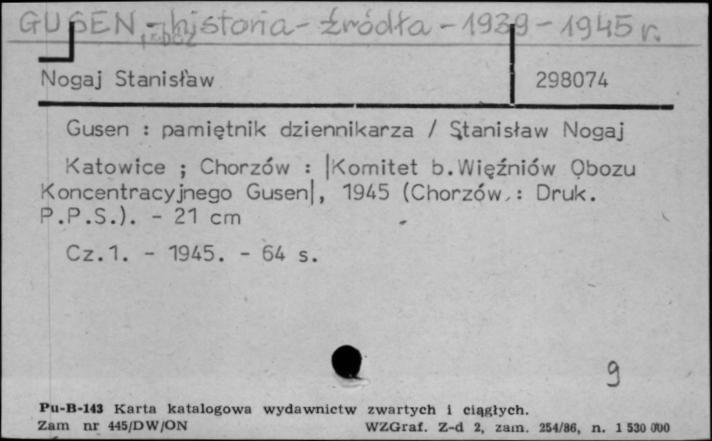 GUSEN - historia - źródła - 1939 - 1945 r.
obóz
Nogaj Stanisław 298074
Gusen : pamiętnik dziennikarza / Stanisław Nogaj
Katowice ; Chorzów : |Komitet b.Więźniów Obozu
Koncentracyjnego Gusen|, 1945 (Chorzów,: Druk.
P.P.S.). - 21 cm
Cz.1. - 1945. - 64 s.
9
Pu-B-143 Karta katalogowa wydawnictw zwartych i ciągłych.
Zam nr 445/DW/ON WZGraf. Z-d 2, zam. 254/86, n. 1 530 000